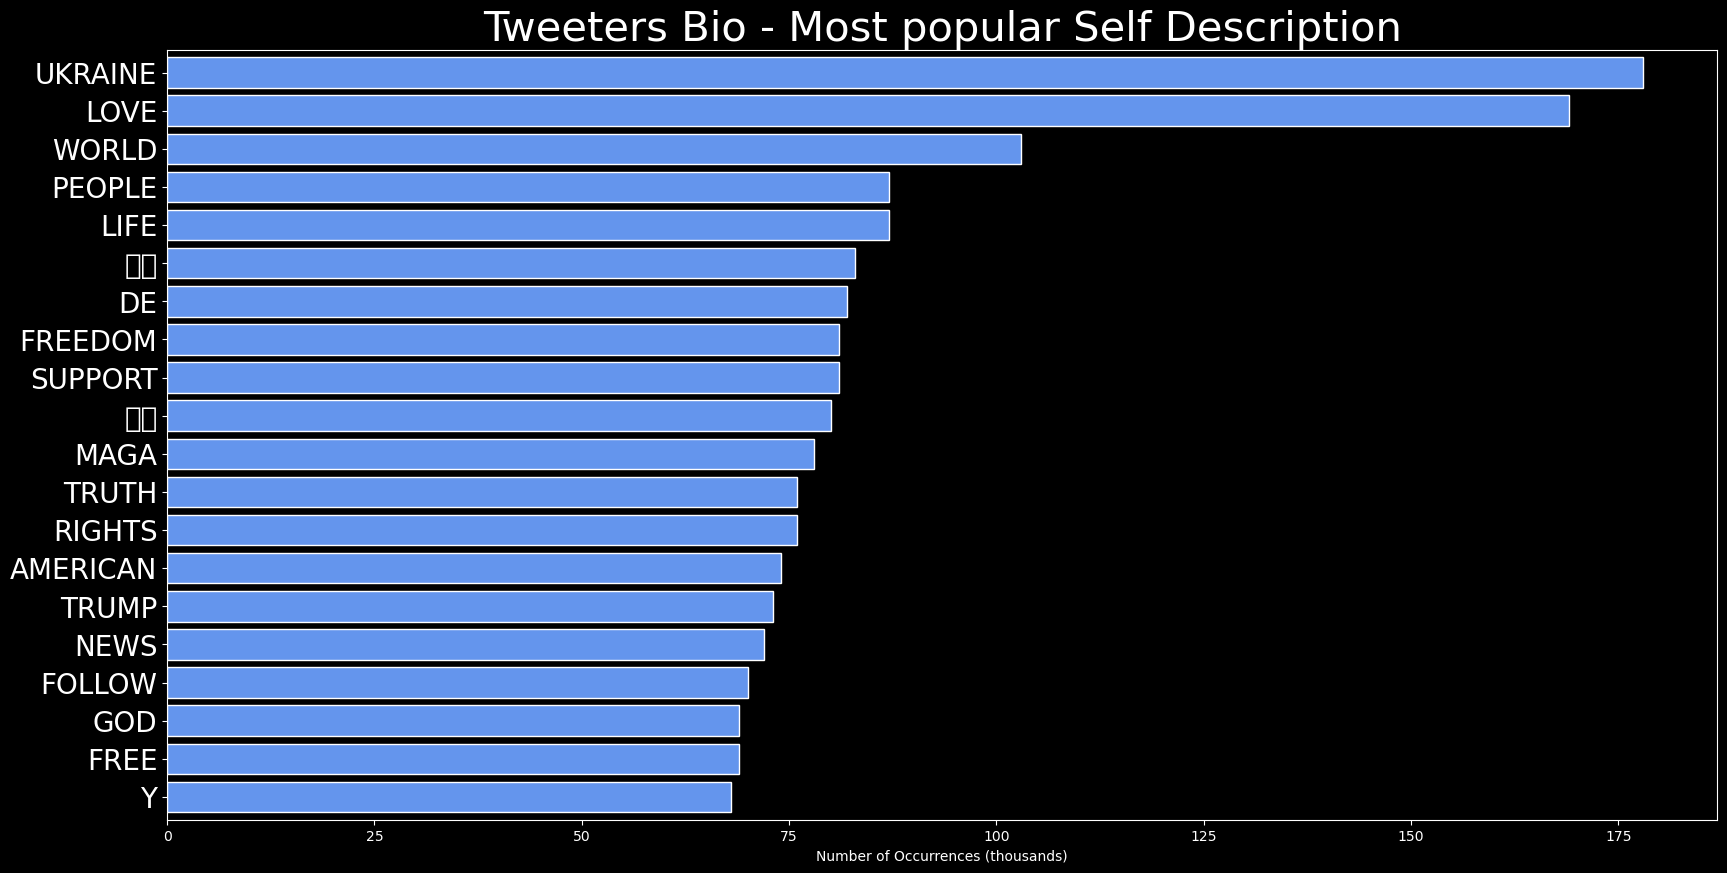 Tweeters Bio - Most popular Self Description
UKRAINE
LOVE
WORLD
PEOPLE
LIFE
DE
FREEDOM
SUPPORT
MAGA
TRUTH
RIGHTS
AMERICAN
TRUMP
NEWS
FOLLOW
GOD
FREE
Y
0 25 50 75 100 125 150 175
Number of Occurrences (thousands)